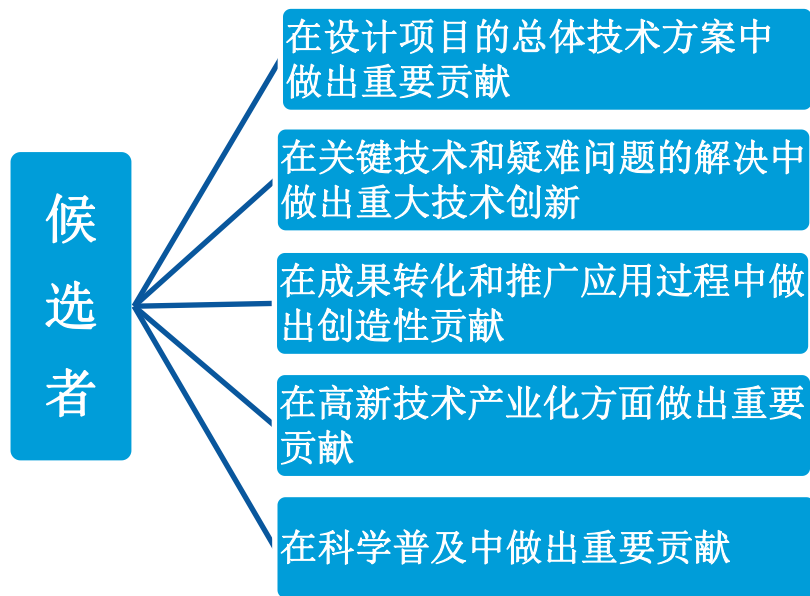 候
选
者
在设计项目的总体技术方案中
做出重要贡献
在关键技术和疑难问题的解决中
做出重大技术创新
在成果转化和推广应用过程中做
出创造性贡献
在高新技术产业化方面做出重要
贡献
在科学普及中做出重要贡献